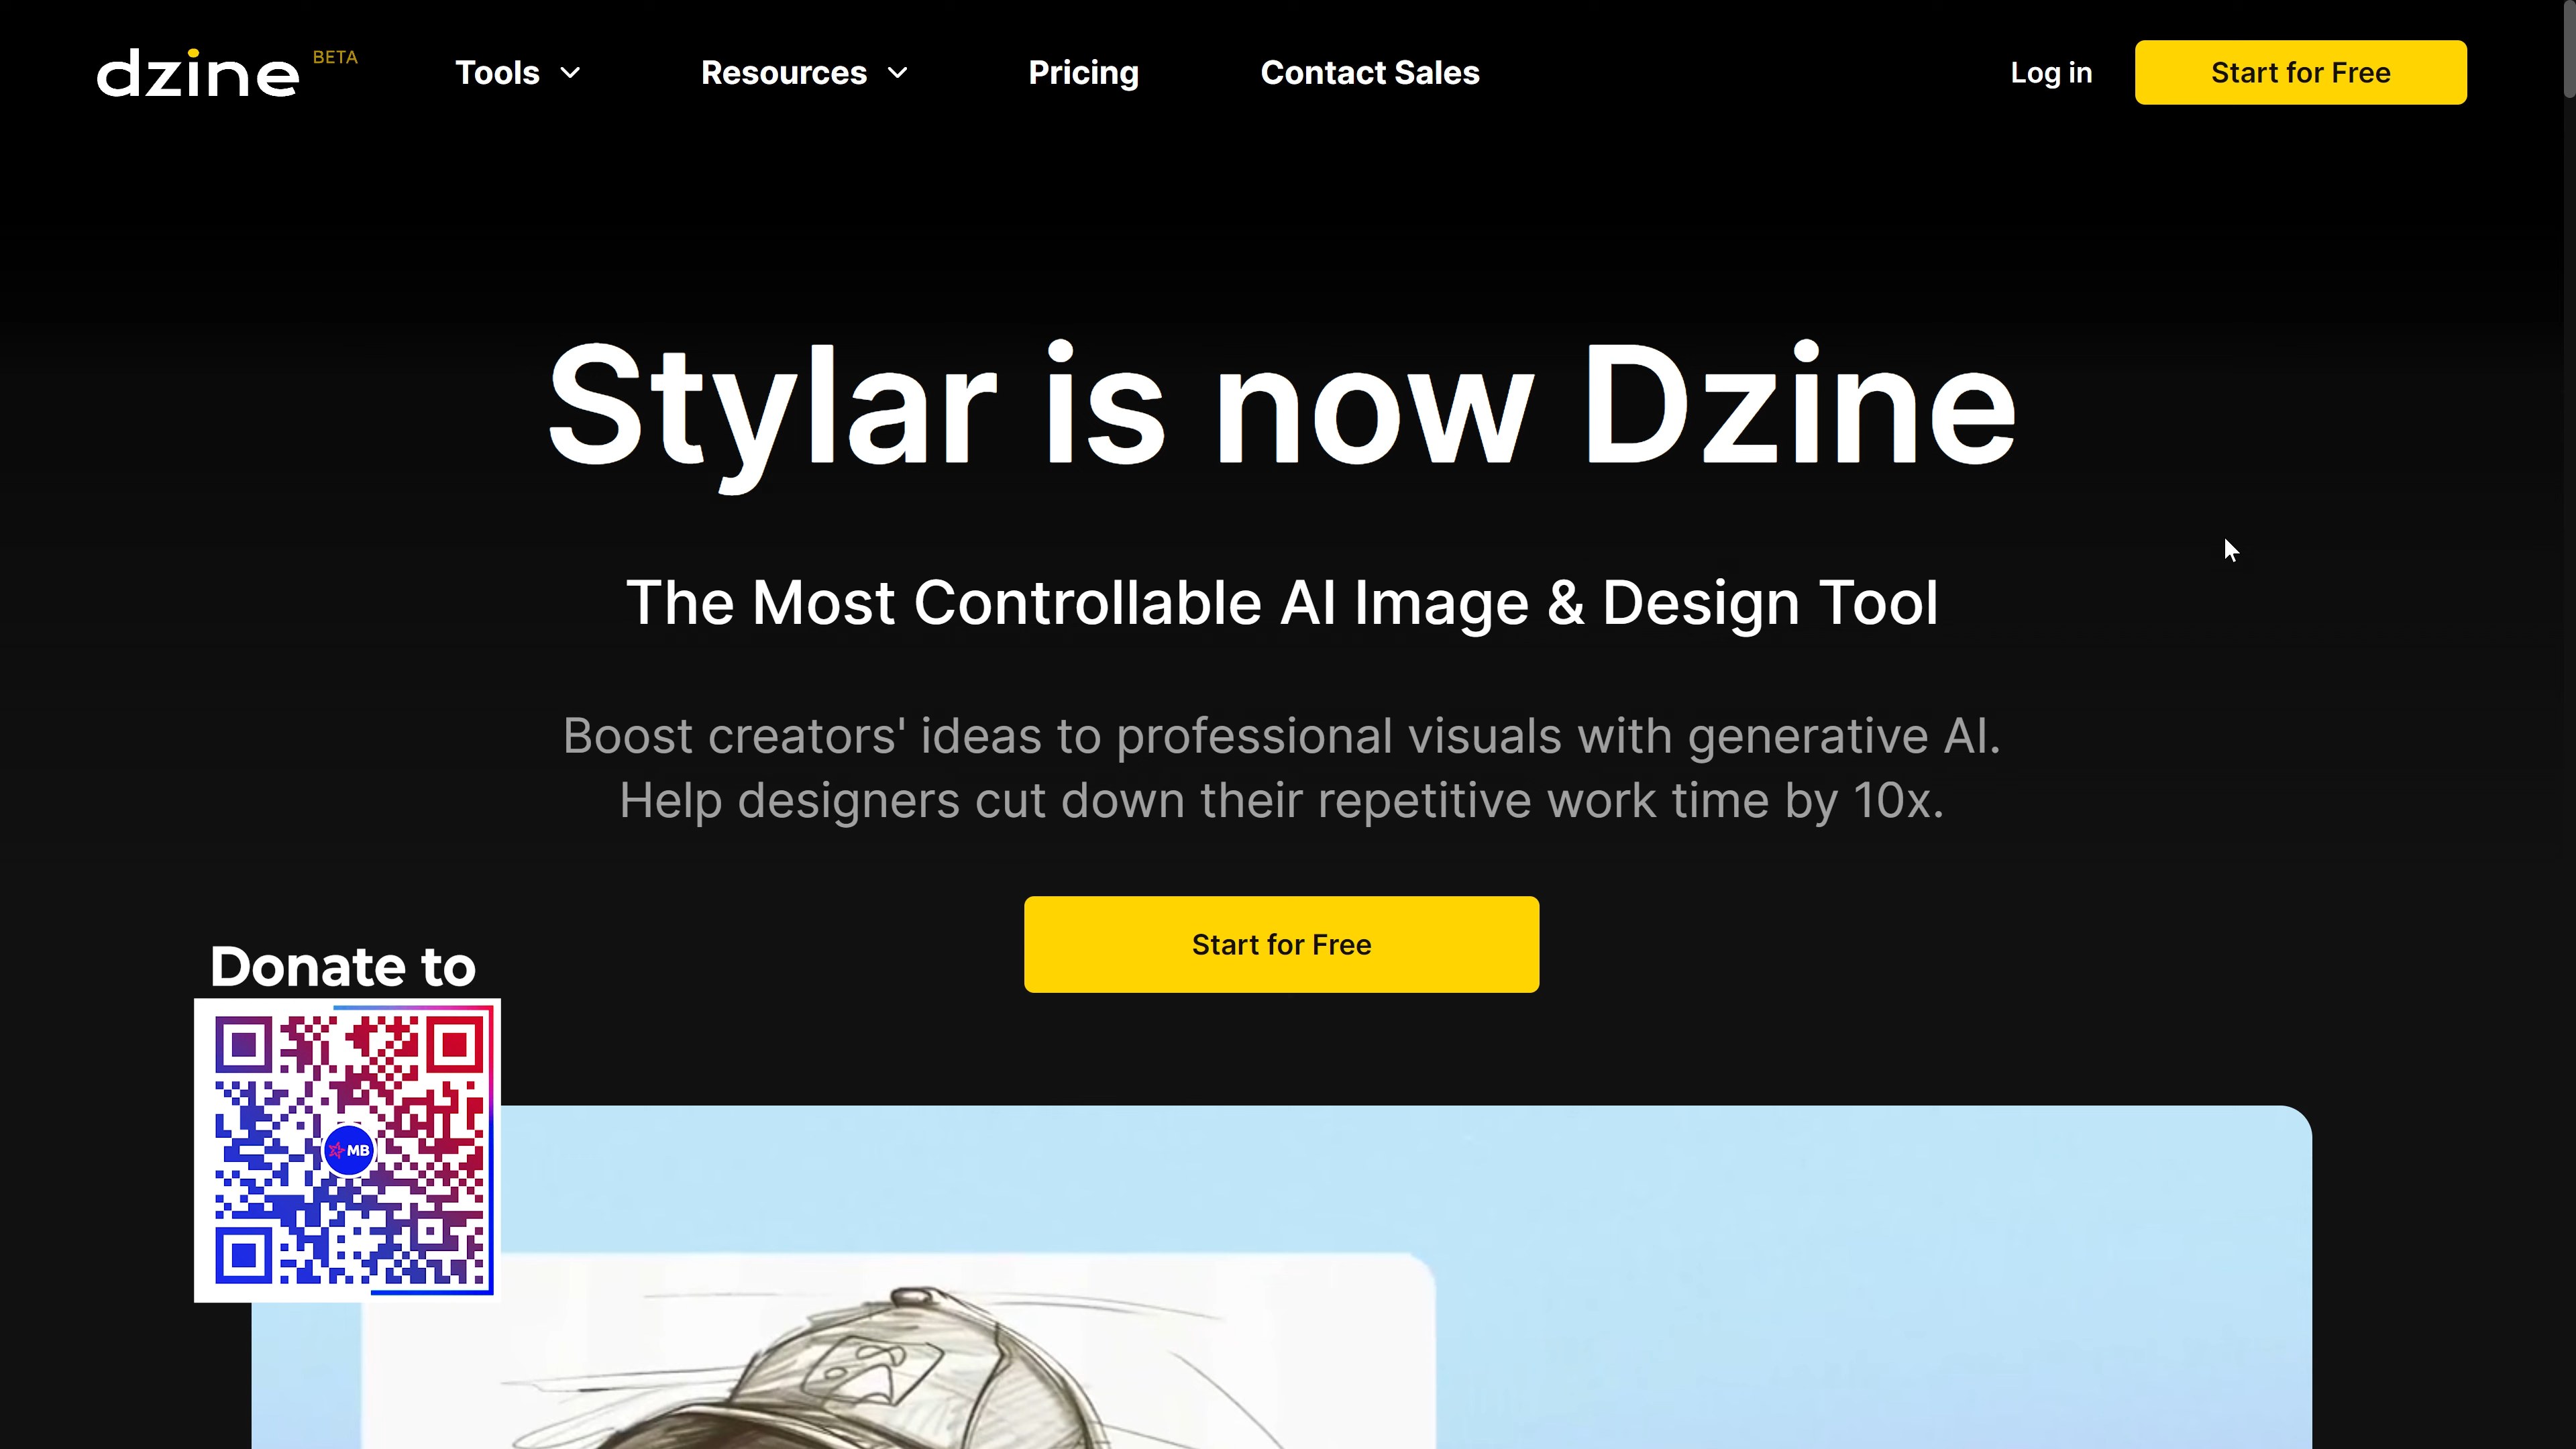 dzine BETA
Tools
Resources
Pricing
Contact Sales
Log in
Start for Free
Stylar is now Dzine
The Most Controllable AI Image & Design Tool
Boost creators' ideas to professional visuals with generative AI.
Help designers cut down their repetitive work time by 10x.
Start for Free
Donate to
MB